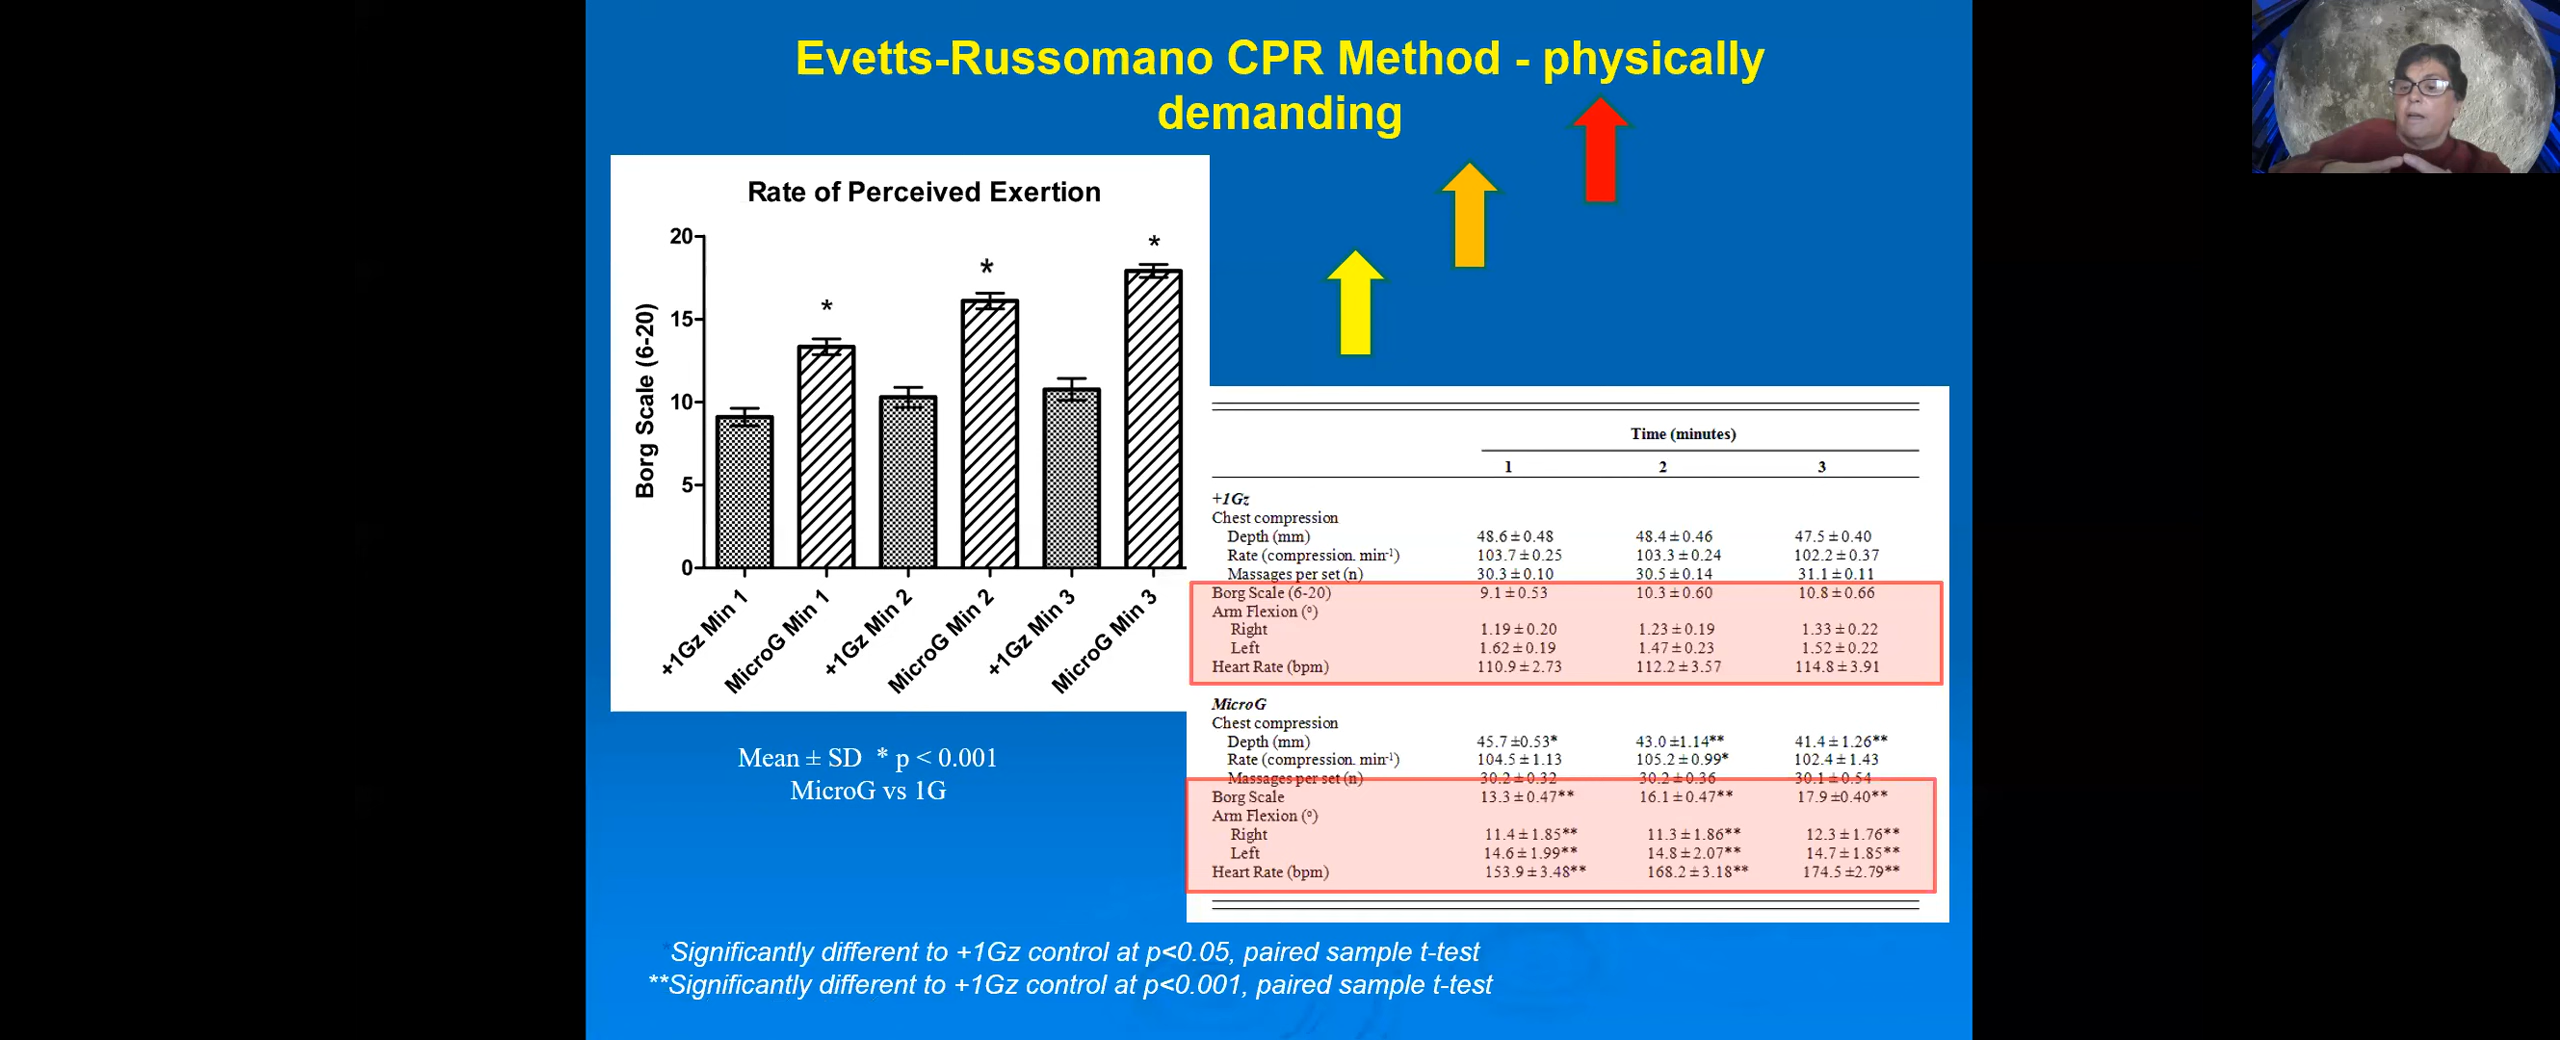 Evetts-Russomano CPR Method - physically
demanding
Rate of Perceived Exertion
Borg Scale (6-20)
20
15
10
5
0
*
*
*
+1Gz Min 1
MicroG Min 1
+1Gz Min 2
MicroG Min 2
+1Gz Min 3
MicroG Min 3
Mean ± SD * p < 0.001
MicroG vs 1G
Time (minutes)
1 2 3
+1Gz
Chest compression
Depth (mm) 48.6 ± 0.48 48.4 ± 0.46 47.5 ± 0.40
Rate (compression. min⁻¹) 103.7 ± 0.25 103.3 ± 0.24 102.2 ± 0.37
Massages per set (n) 30.3 ± 0.10 30.5 ± 0.14 31.1 ± 0.11
Borg Scale (6-20) 9.1 ± 0.53 10.3 ± 0.60 10.8 ± 0.66
Arm Flexion (°)
Right 1.19 ± 0.20 1.23 ± 0.19 1.33 ± 0.22
Left 1.62 ± 0.19 1.47 ± 0.23 1.52 ± 0.22
Heart Rate (bpm) 110.9 ± 2.73 112.2 ± 3.57 114.8 ± 3.91
MicroG
Chest compression
Depth (mm) 45.7 ±0.53* 43.0 ±1.14** 41.4 ± 1.26**
Rate (compression. min⁻¹) 104.5 ± 1.13 105.2 ± 0.99* 102.4 ± 1.43
Massages per set (n) 30.2 ± 0.32 30.2 ± 0.36 30.1 ± 0.54
Borg Scale 13.3 ± 0.47** 16.1 ± 0.47** 17.9 ±0.40**
Arm Flexion (°)
Right 11.4 ± 1.85** 11.3 ± 1.86** 12.3 ± 1.76**
Left 14.6 ± 1.99** 14.8 ± 2.07** 14.7 ± 1.85**
Heart Rate (bpm) 153.9 ± 3.48** 168.2 ± 3.18** 174.5 ±2.79**
*Significantly different to +1Gz control at p<0.05, paired sample t-test
**Significantly different to +1Gz control at p<0.001, paired sample t-test